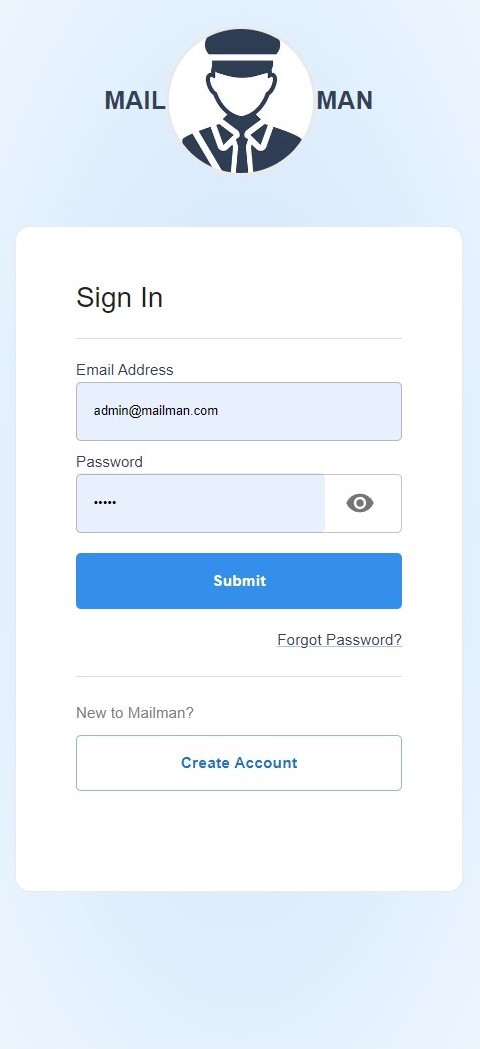 MAIL MAN
Sign In
Email Address
admin@mailman.com
Password
•••••
Submit
Forgot Password?
New to Mailman?
Create Account